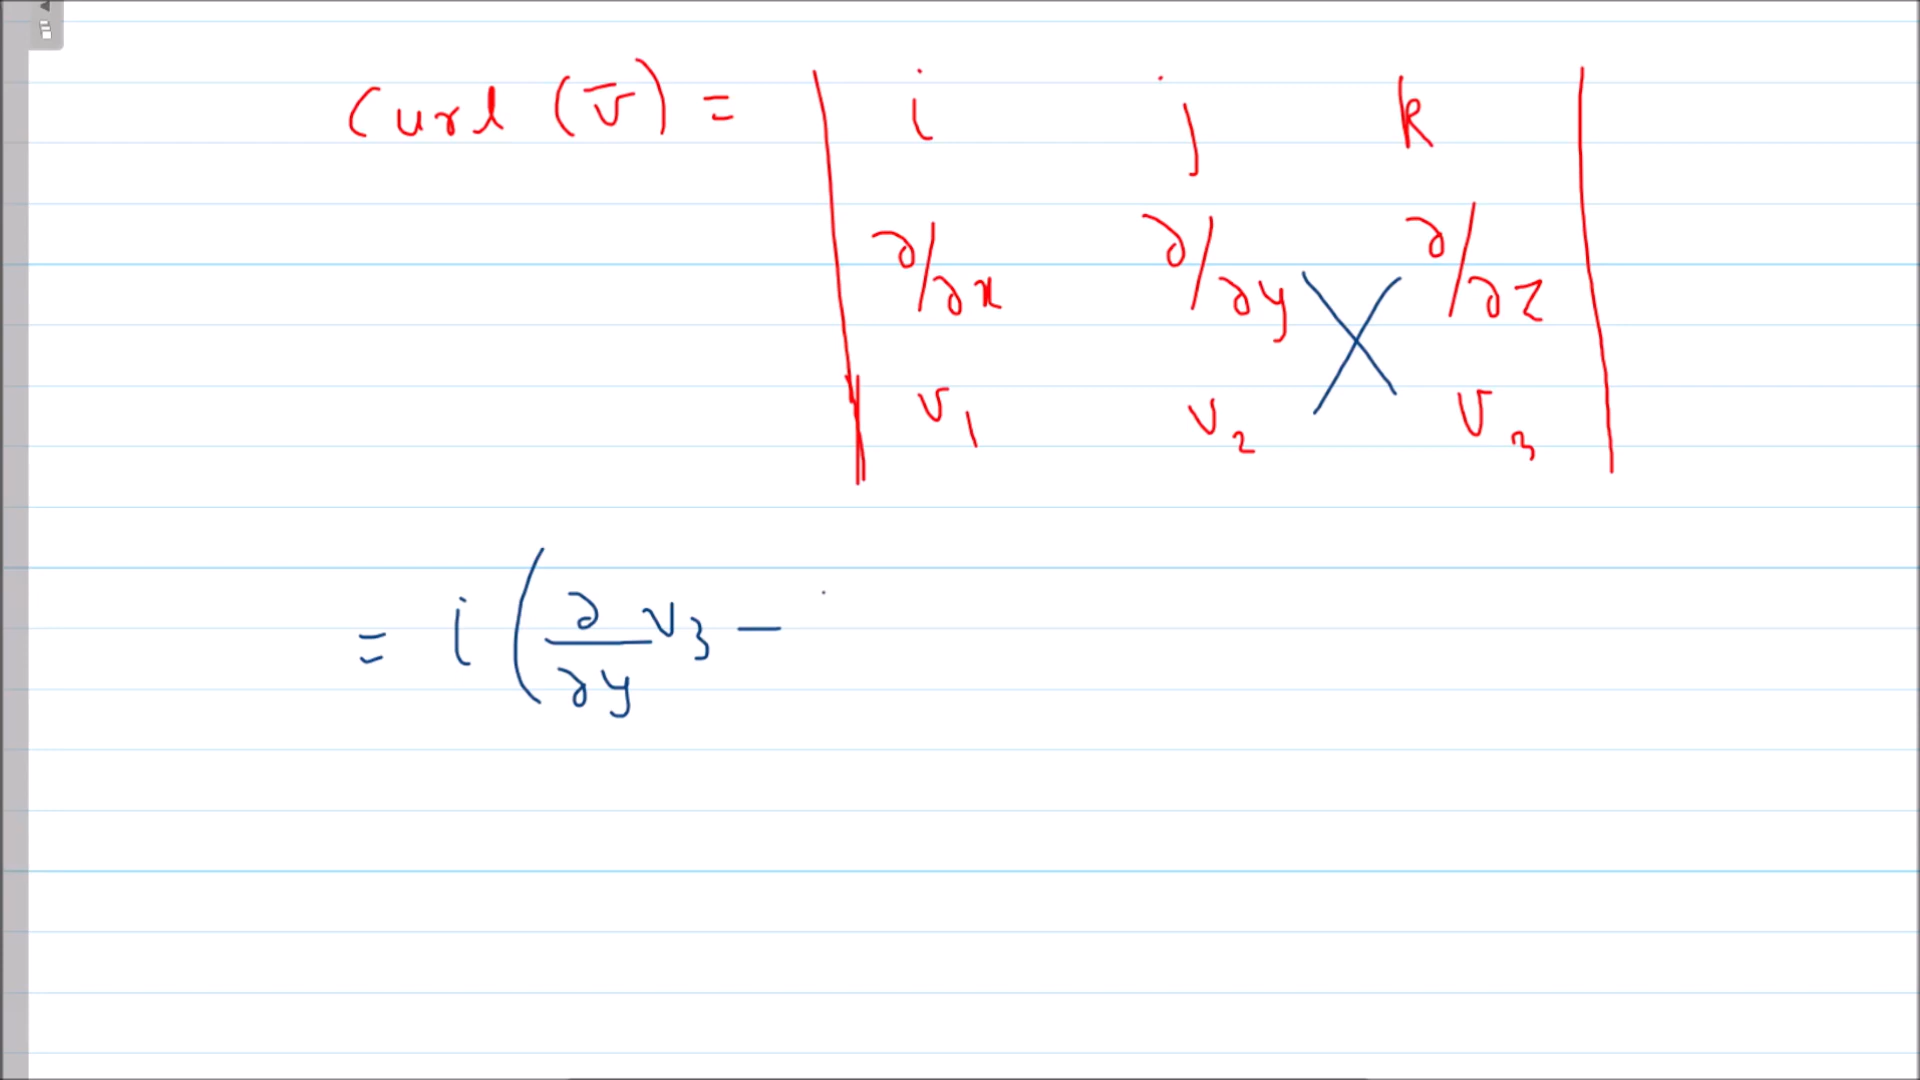 Curl (v̄) = | i j k |
| ∂/∂x ∂/∂y ∂/∂z |
| v₁ v₂ v₃ |
= i ( ∂/∂y v₃ −